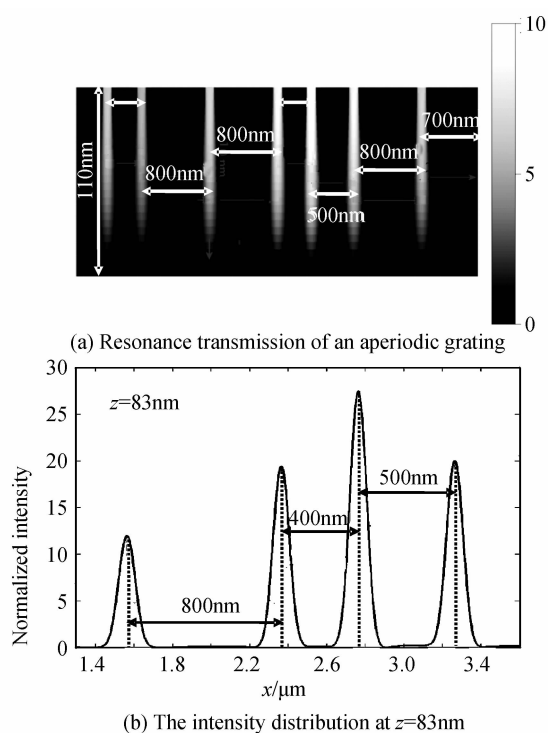 10
800nm
700nm
110nm
800nm
800nm
500nm
5
0
(a) Resonance transmission of an aperiodic grating
30
z=83nm
25
500nm
20
400nm
15
10
800nm
5
0
Normalized intensity
1.4 1.8 2.2 2.6 3.0 3.4
x/μm
(b) The intensity distribution at z=83nm